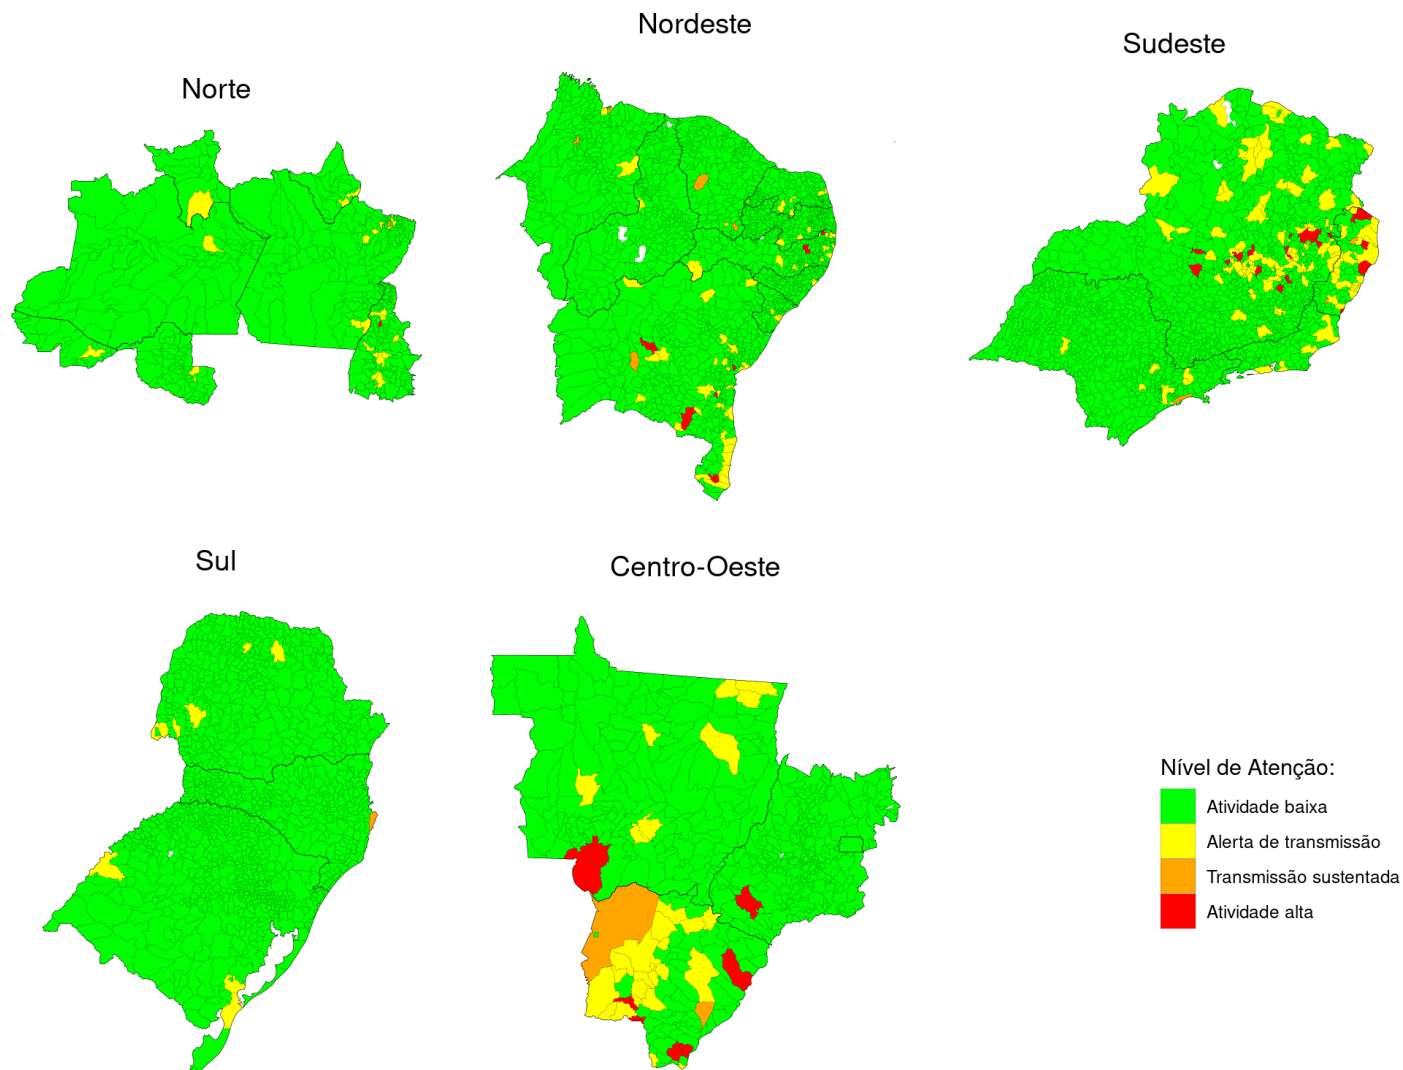 Nordeste
Sudeste
Norte
Sul
Centro-Oeste
Nível de Atenção:
Atividade baixa
Alerta de transmissão
Transmissão sustentada
Atividade alta